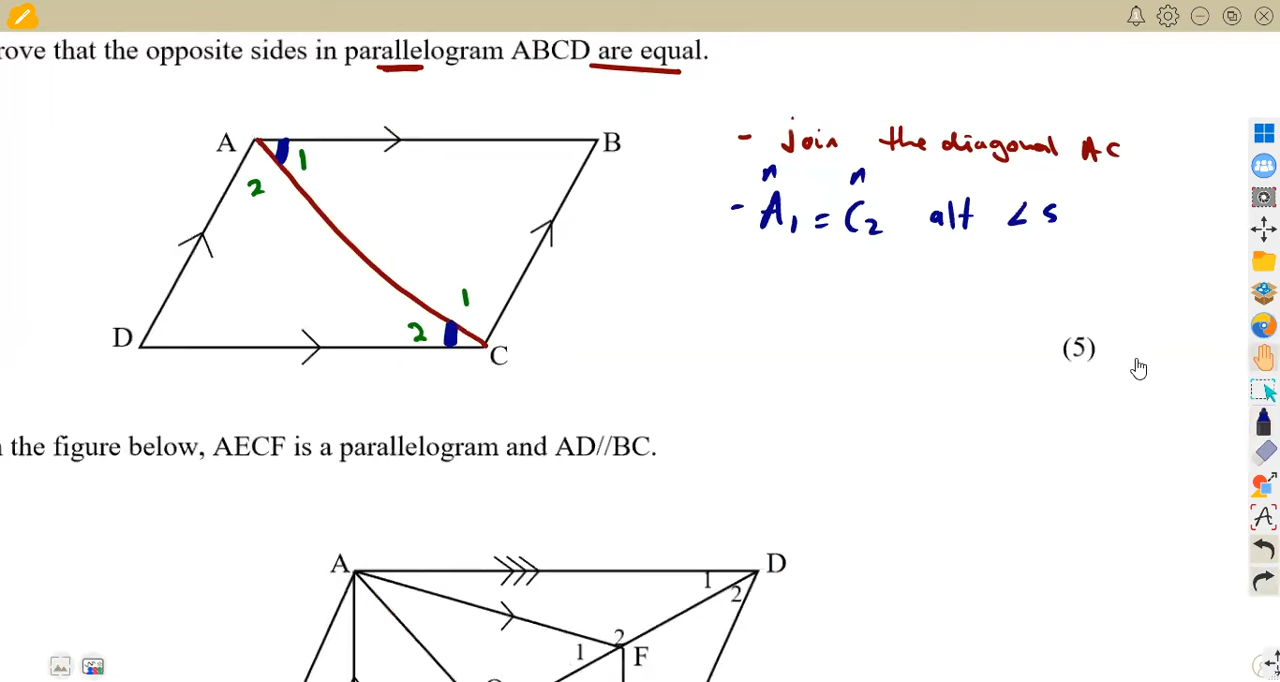 rove that the opposite sides in parallelogram ABCD are equal.
A
B
1
2
D
1
2
C
- join the diagonal AC
- Â1 = Ĉ2 alt ∠s
(5)
the figure below, AECF is a parallelogram and AD//BC.
A
D
1
2
2
1
F